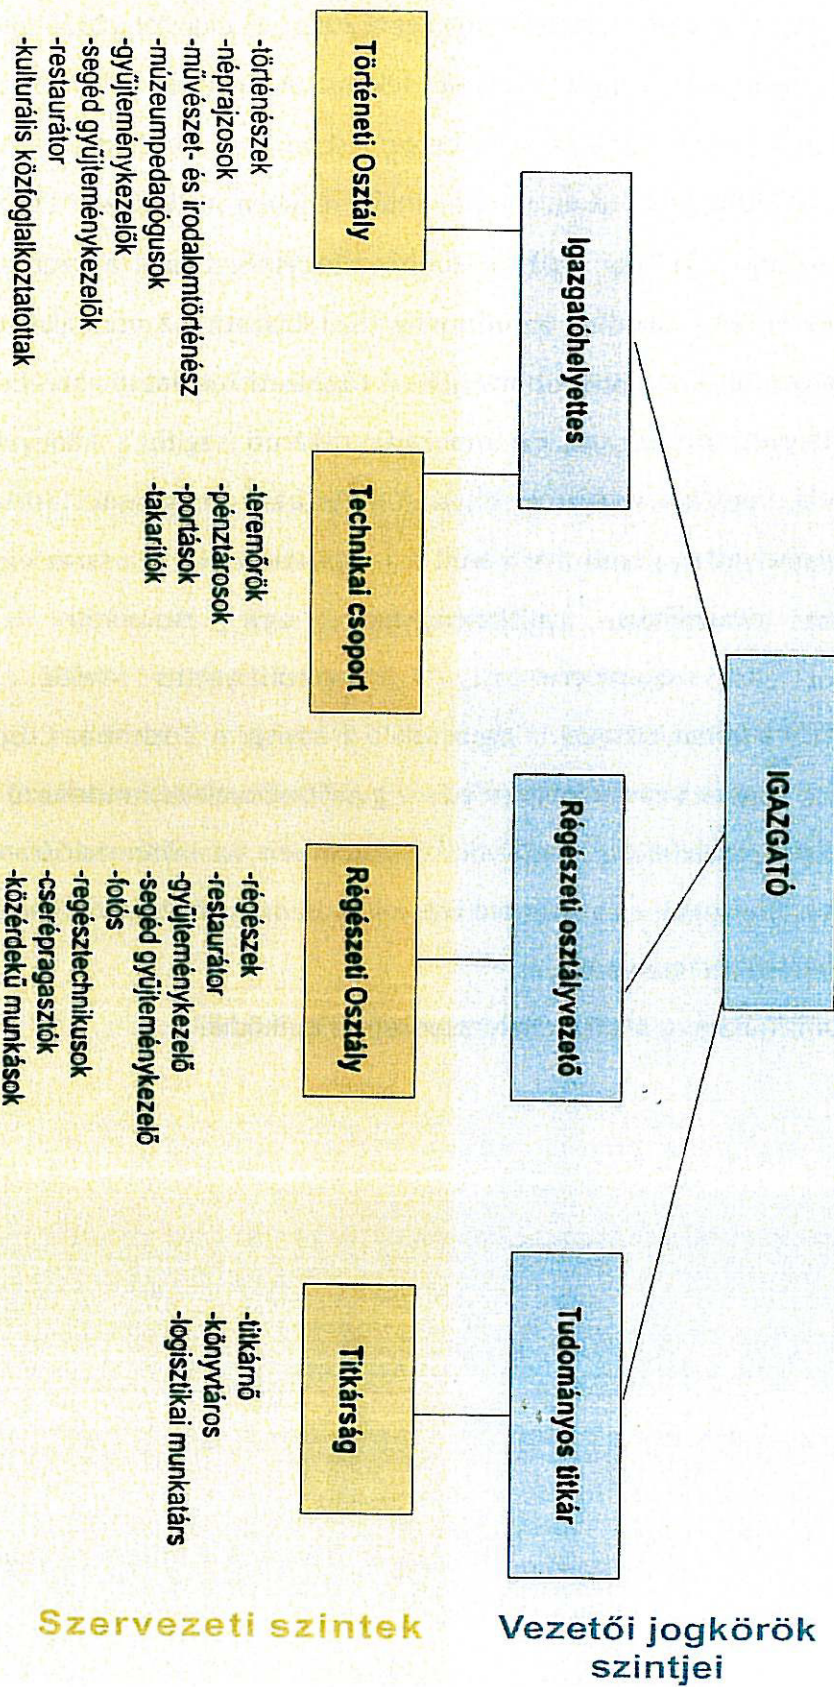 IGAZGATÓ
Igazgatóhelyettes
Régészeti osztályvezető
Tudományos titkár
Történeti Osztály
-történészek
-néprajzosok
-művészet- és irodalomtörténész
-múzeumpedagógusok
-gyűjteménykezelők
-segéd gyűjteménykezelők
-restaurátor
-kulturális közfoglalkoztatottak
Technikai csoport
-teremőrök
-pénztárosok
-portások
-takarítók
Régészeti Osztály
-régészek
-restaurátor
-gyűjteménykezelő
-segéd gyűjteménykezelő
-fotós
-régésztechnikusok
-cserépragasztók
-közérdekű munkások
Titkárság
-titkárnő
-könyvtáros
-logisztikai munkatárs
Vezetői jogkörök
szintjei
Szervezeti szintek